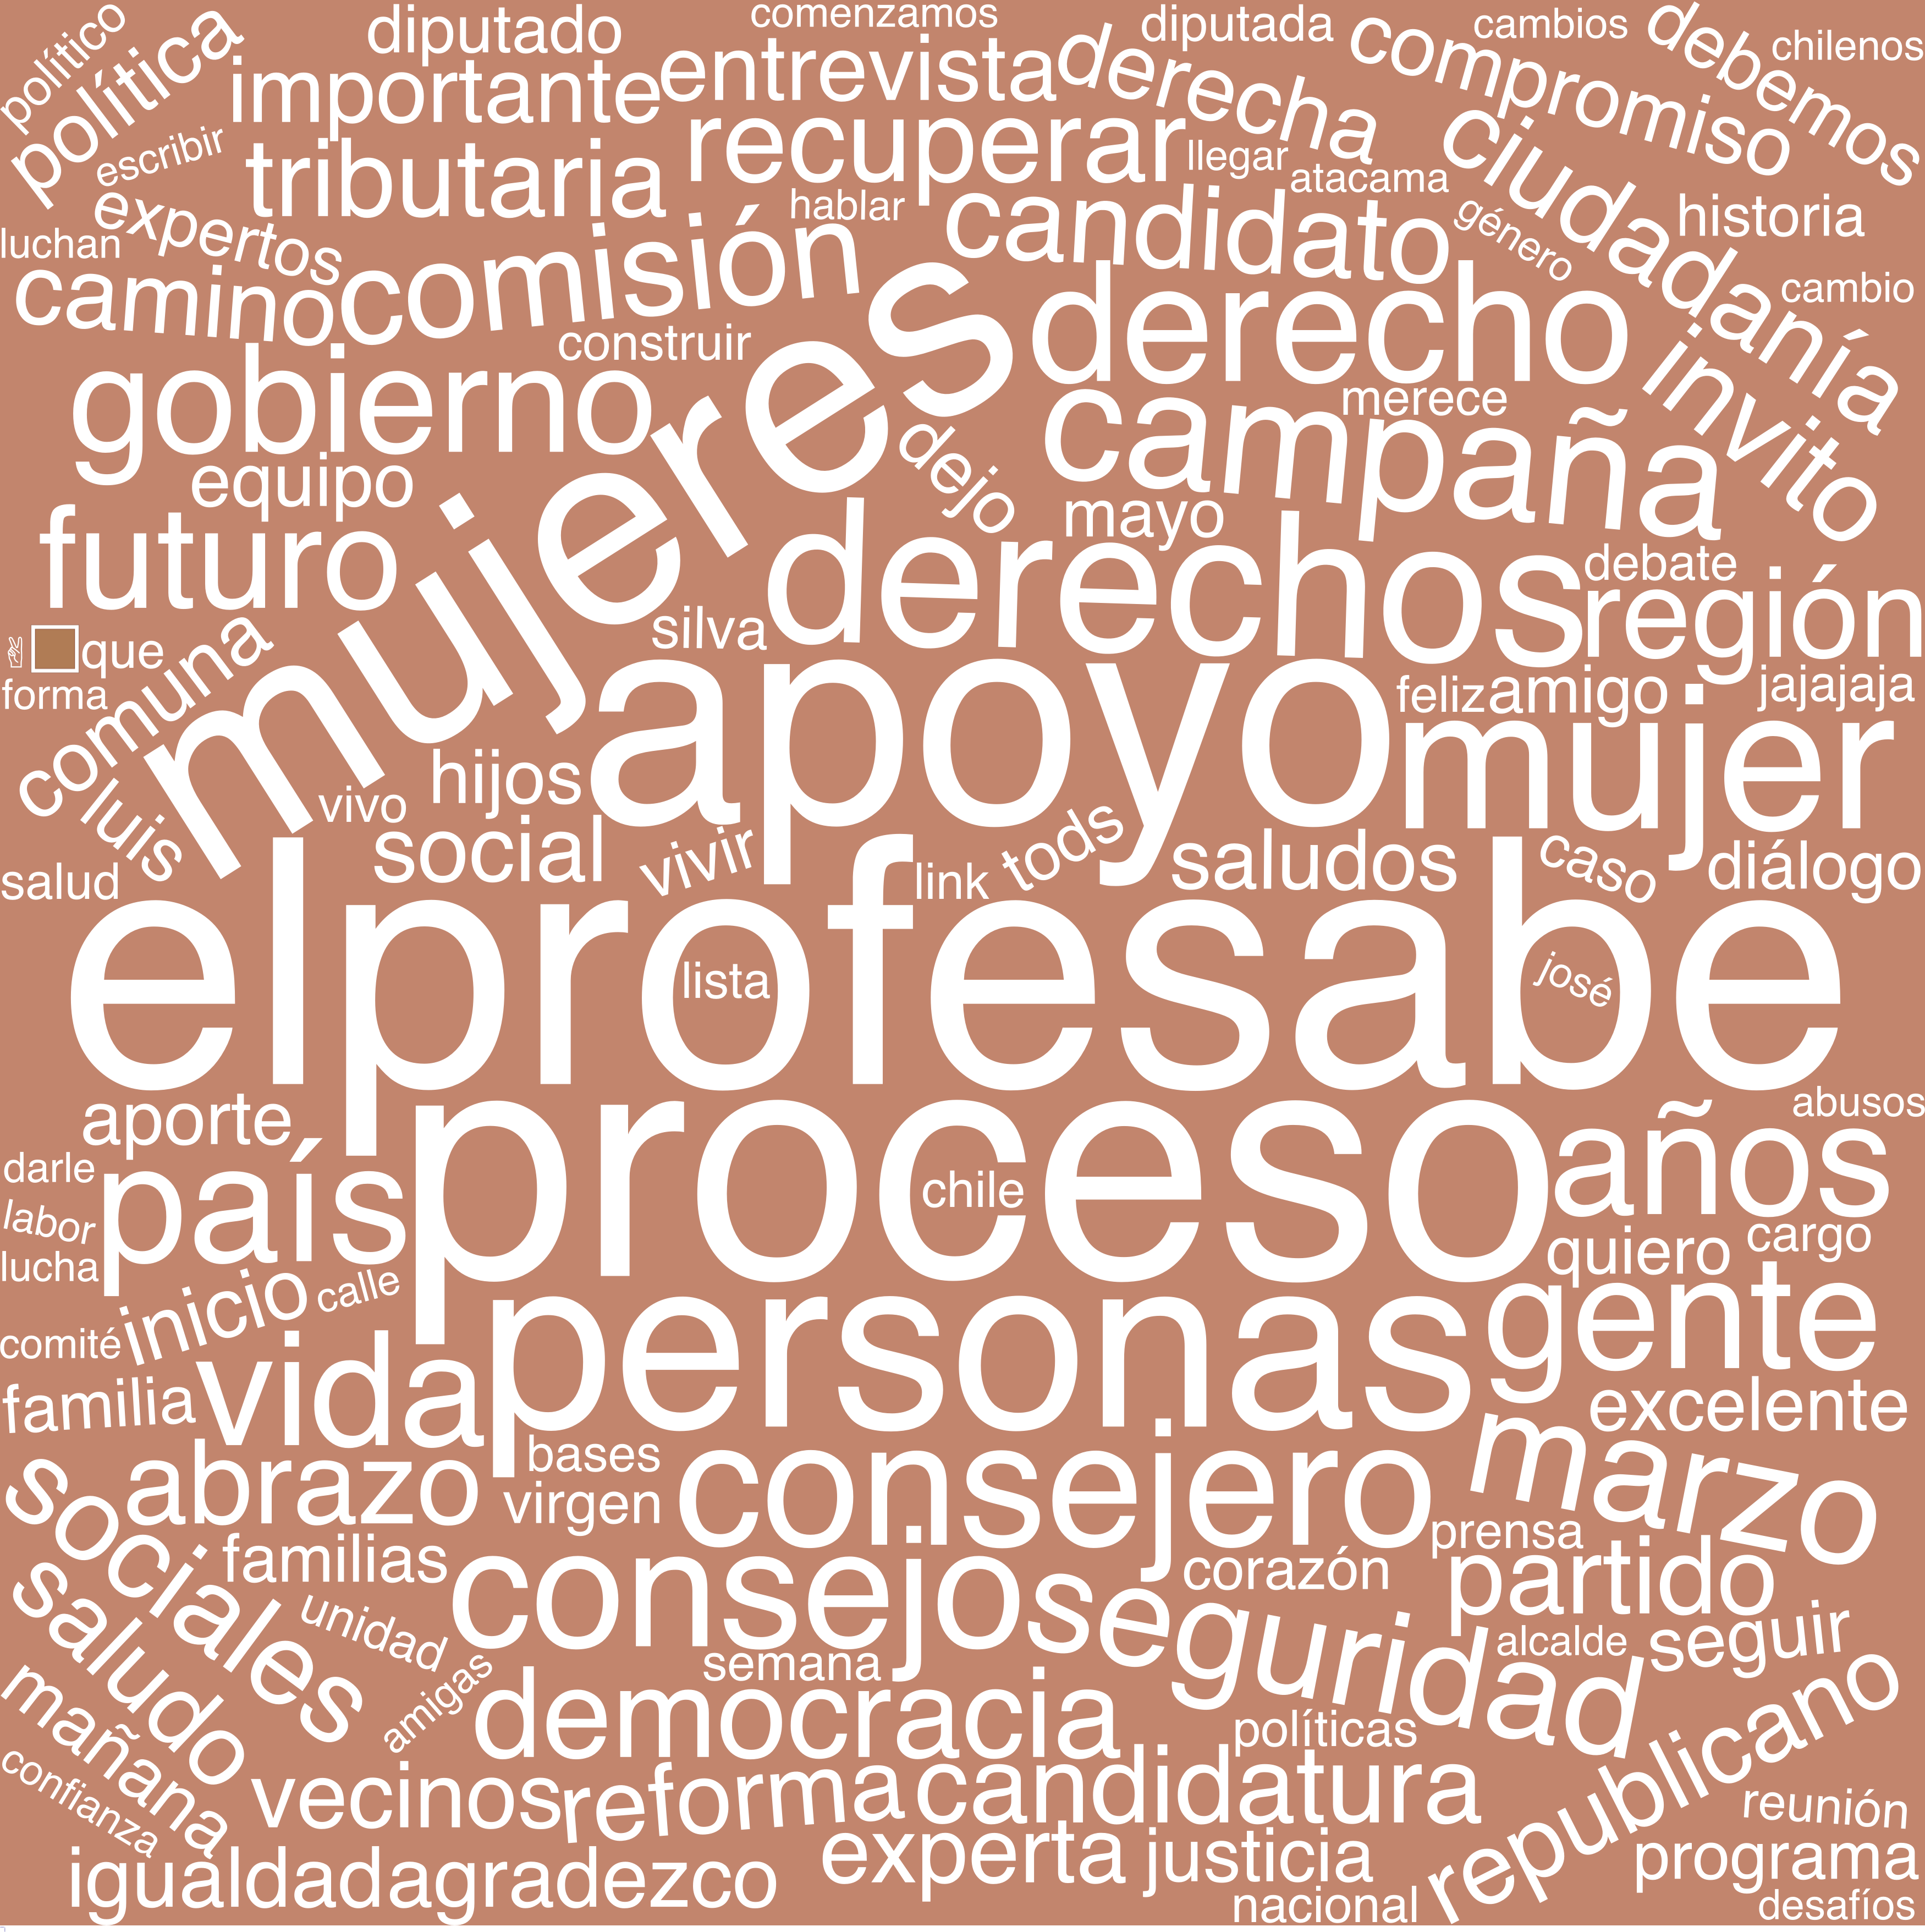 político
política
diputado
comenzamos
diputada
cambios
debemos
chilenos
importante
entrevista
derecha
compromiso
escribir
tributaria
recuperar
llegar
atacama
ciudadanía
expertos
hablar
candidato
género
historia
luchan
camino
comisión
derecho
cambio
construir
gobierno
mujeres
merece
invito
campaña
equipo
dejo
mayo
futuro
derechos
debate
región
silva
✌
que
comuna
forma
apoyo
feliz
amigo
jajajaja
mujer
luis
vivo
hijos
social
vivir
link
tods
saludos
caso
diálogo
salud
elprofesabe
lista
josé
aporte
abusos
darle
país
proceso
chile
años
labor
lucha
quiero
cargo
inicio
calle
gente
comité
vida
personas
familia
excelente
bases
marzo
abrazo
virgen
consejero
sociales
prensa
familias
consejo
corazón
partido
saludo
unidad
seguridad
alcalde
seguir
semana
amigas
mañana
democracia
políticas
republicano
confianza
vecinos
reforma
candidatura
reunión
igualdad
agradezco
experta
justicia
programa
nacional
desafíos